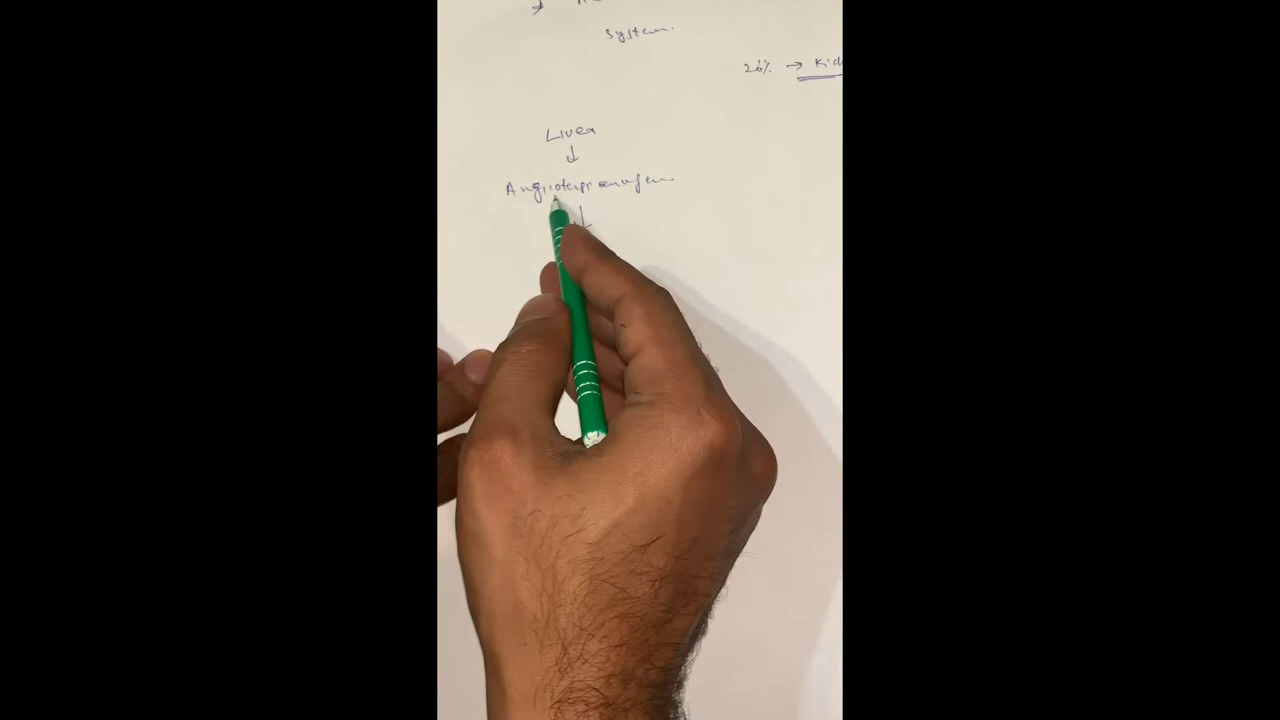 system.
26% → Kid
Liver
↓
Angiotensinogen
↓